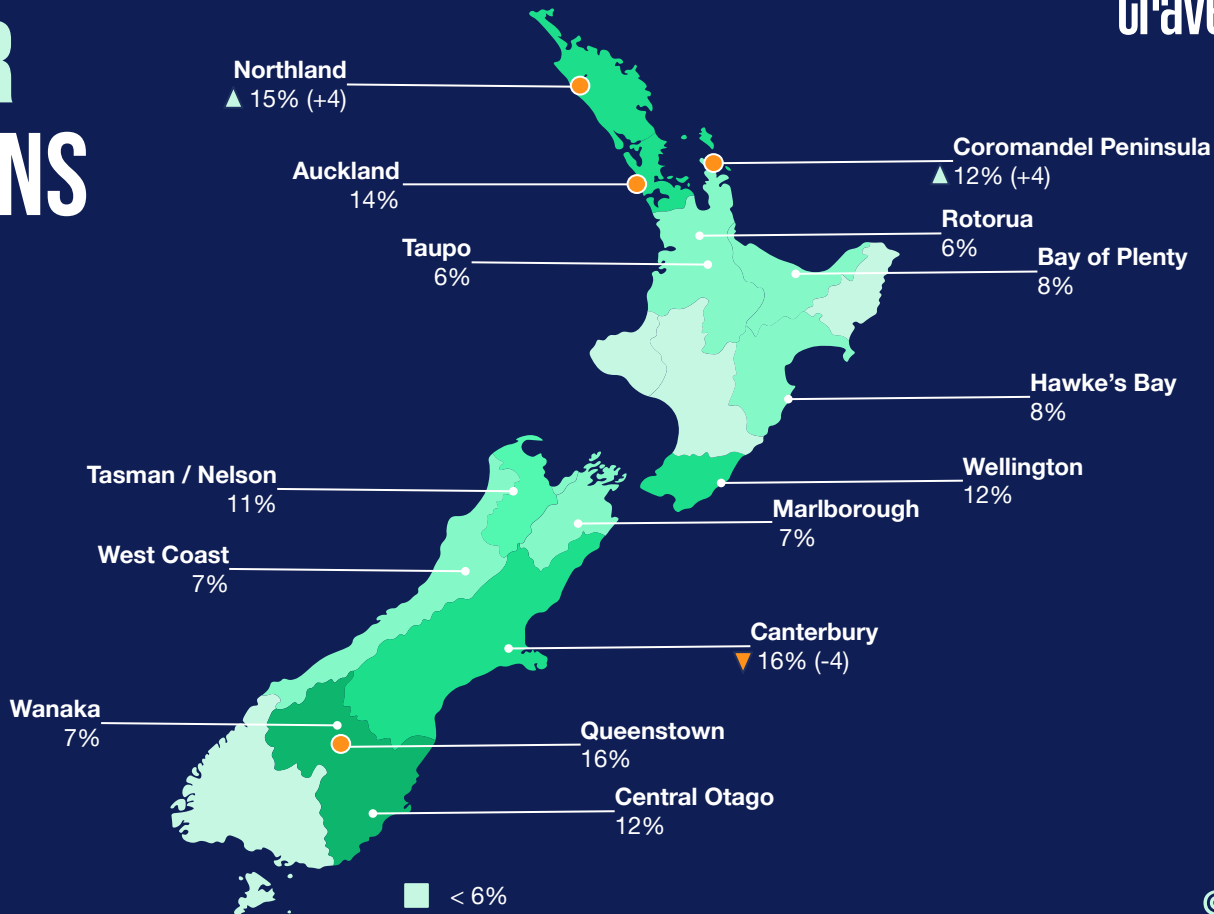 R
NS
Northland
▲ 15% (+4)
Auckland
14%
Coromandel Peninsula
▲ 12% (+4)
Rotorua
6%
Taupo
6%
Bay of Plenty
8%
Hawke’s Bay
8%
Tasman / Nelson
11%
Wellington
12%
Marlborough
7%
West Coast
7%
Canterbury
▼ 16% (-4)
Wanaka
7%
Queenstown
16%
Central Otago
12%
< 6%